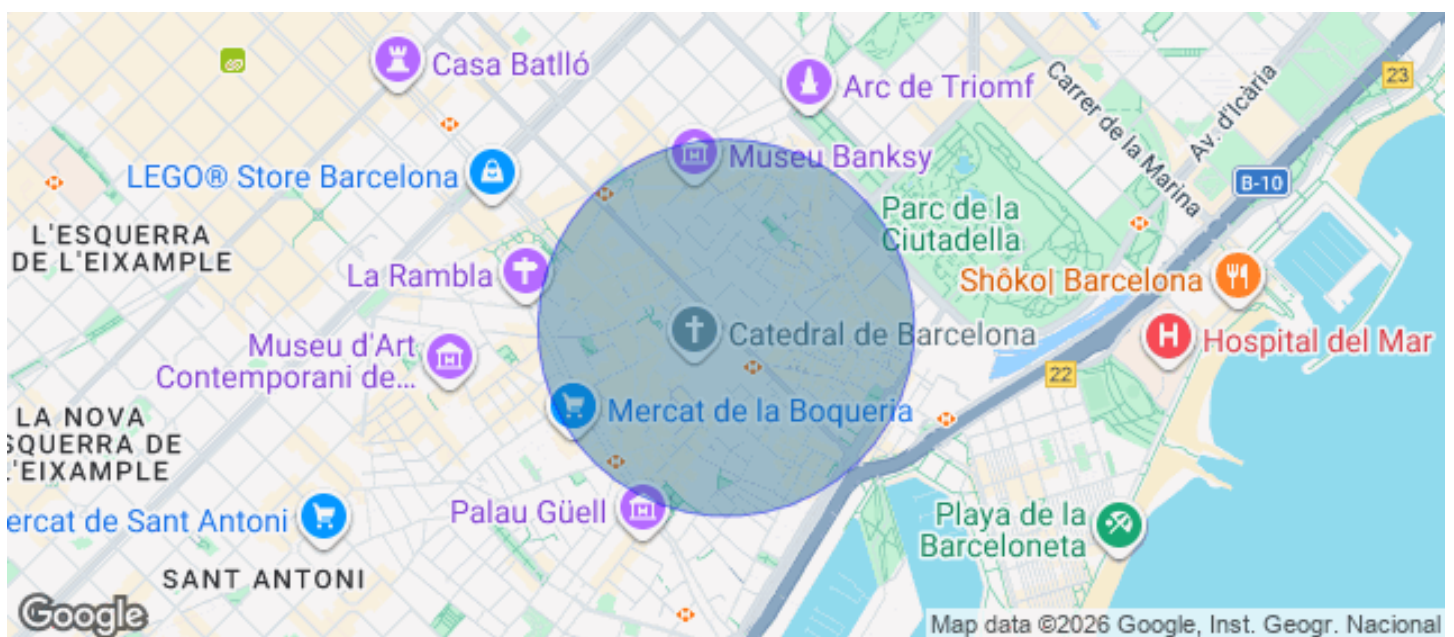 Casa Batlló
Arc de Triomf
Carrer de la Marina
Av. d'Icària
23
Museu Banksy
LEGO® Store Barcelona
B-10
L'ESQUERRA
DE L'EIXAMPLE
Parc de la
Ciutadella
La Rambla
Shôko| Barcelona
Catedral de Barcelona
Hospital del Mar
Museu d'Art
Contemporani de...
22
Mercat de la Boqueria
LA NOVA
SQUERRA DE
L'EIXAMPLE
Palau Güell
ercat de Sant Antoni
Playa de la
Barceloneta
SANT ANTONI
Google
Map data ©2026 Google, Inst. Geogr. Nacional